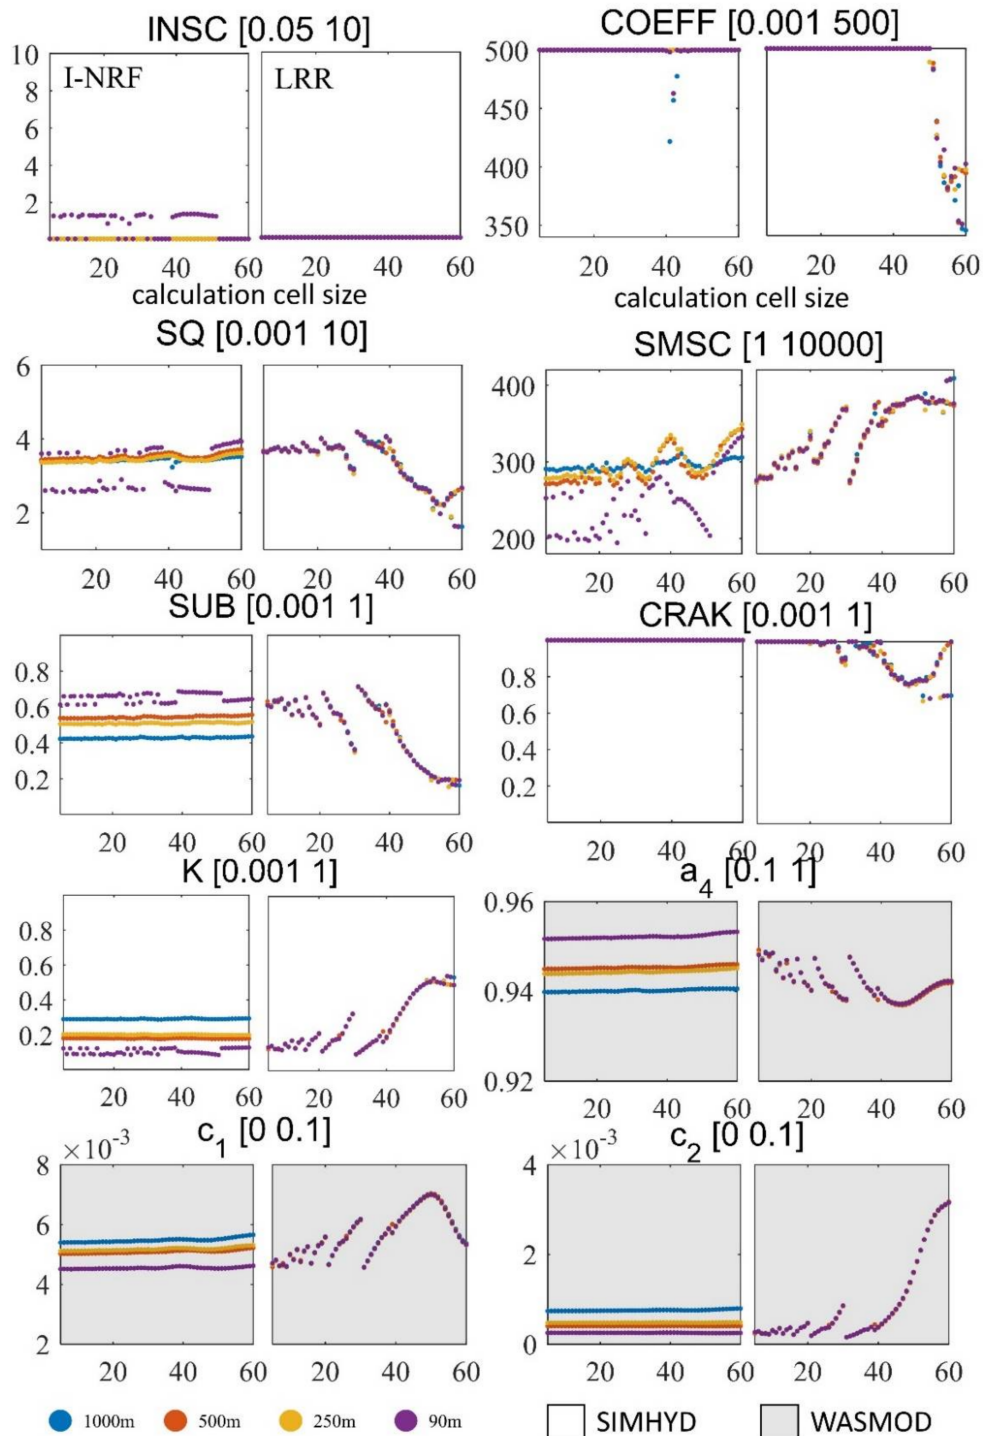 INSC [0.05 10]
COEFF [0.001 500]
10
8
6
4
2
I-NRF
LRR
500
450
400
350
20 40 60 20 40 60
20 40 60 20 40 60
calculation cell size
calculation cell size
SQ [0.001 10]
SMSC [1 10000]
6
4
2
400
300
200
20 40 60 20 40 60
20 40 60 20 40 60
SUB [0.001 1]
CRAK [0.001 1]
0.8
0.6
0.4
0.2
0.8
0.6
0.4
0.2
20 40 60 20 40 60
20 40 60 20 40 60
K [0.001 1]
a4 [0.1 1]
0.8
0.6
0.4
0.2
0.96
0.94
0.92
20 40 60 20 40 60
20 40 60 20 40 60
×10-3 c1 [0 0.1]
×10-3 c2 [0 0.1]
8
6
4
2
4
2
0
20 40 60 20 40 60
20 40 60 20 40 60
1000m 500m 250m 90m SIMHYD WASMOD